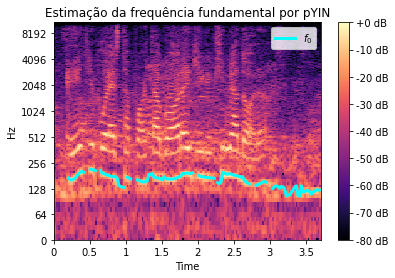 Estimação da frequência fundamental por pYIN
8192
4096
2048
1024
512
256
128
64
0
Hz
0 0.5 1 1.5 2 2.5 3 3.5
Time
f₀
+0 dB
-10 dB
-20 dB
-30 dB
-40 dB
-50 dB
-60 dB
-70 dB
-80 dB